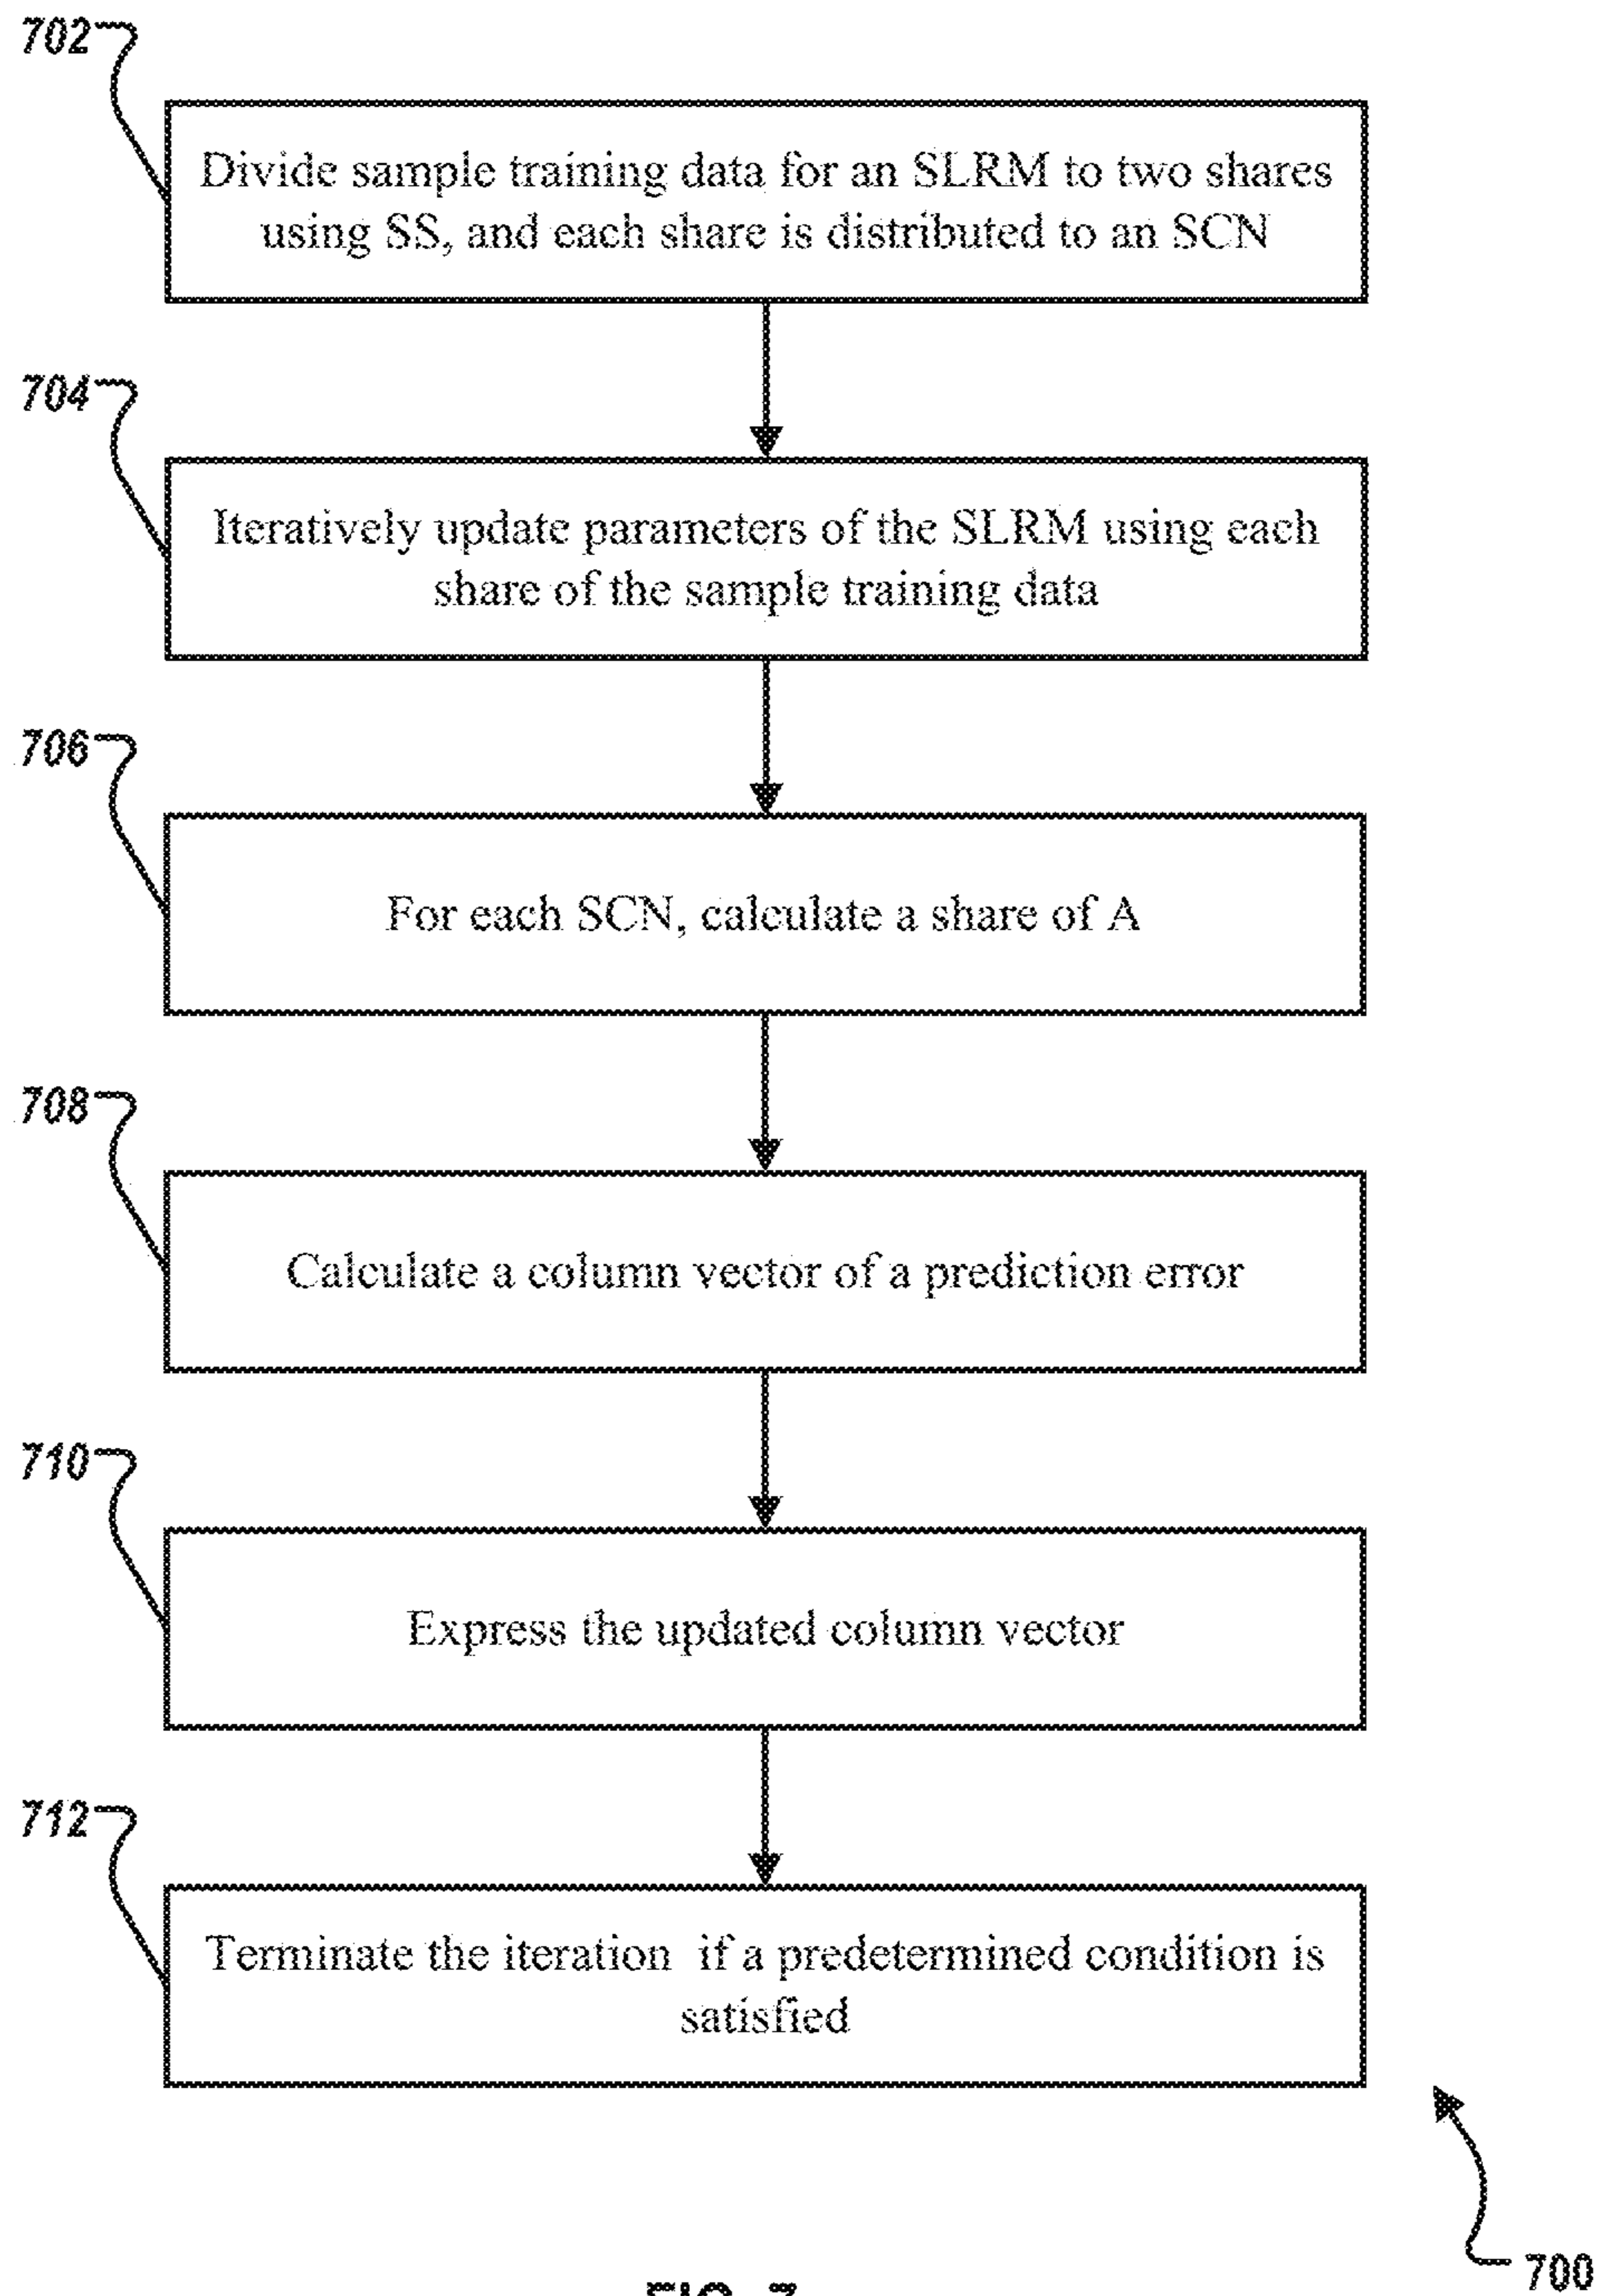 702
Divide sample training data for an SLRM to two shares
using SS, and each share is distributed to an SCN
704
Iteratively update parameters of the SLRM using each
share of the sample training data
706
For each SCN, calculate a share of A
708
Calculate a column vector of a prediction error
710
Express the updated column vector
712
Terminate the iteration if a predetermined condition is
satisfied
700